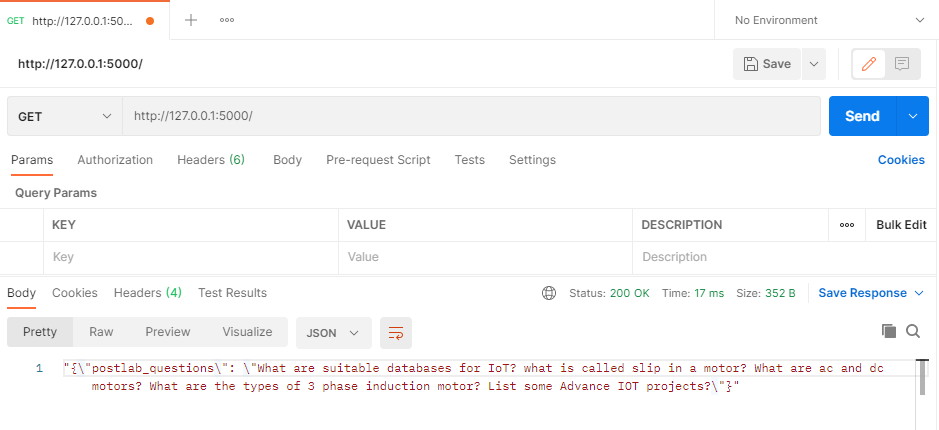 GET http://127.0.0.1:50...
No Environment
http://127.0.0.1:5000/
Save
GET http://127.0.0.1:5000/ Send
Params Authorization Headers (6) Body Pre-request Script Tests Settings Cookies
Query Params
KEY VALUE DESCRIPTION Bulk Edit
Key Value Description
Body Cookies Headers (4) Test Results Status: 200 OK Time: 17 ms Size: 352 B Save Response
Pretty Raw Preview Visualize JSON
1 "{\"postlab_questions\": \"What are suitable databases for IoT? what is called slip in a motor? What are ac and dc
motors? What are the types of 3 phase induction motor? List some Advance IOT projects?\"}"